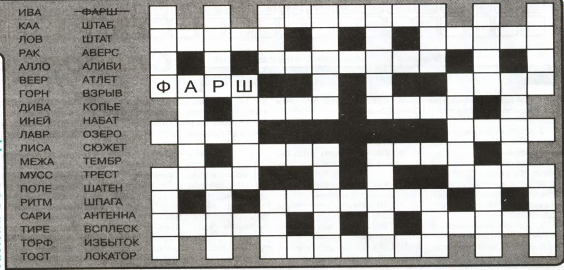 ИВА ФАРШ
КАА ШТАБ
ЛОВ ШТАТ
РАК АВЕРС
АЛЛО АЛИБИ
ВЕЕР АТЛЕТ
ГОРН ВЗРЫВ
ДИВА КОПЬЕ
ИНЕЙ НАБАТ
ЛАВР ОЗЕРО
ЛИСА СЮЖЕТ
МЕЖА ТЕМБР
МУСС ТРЕСТ
ПОЛЕ ШАТЕН
РИТМ ШПАГА
САРИ АНТЕННА
ТИРЕ ВСПЛЕСК
ТОРФ ИЗБЫТОК
ТОСТ ЛОКАТОР
Ф А Р Ш